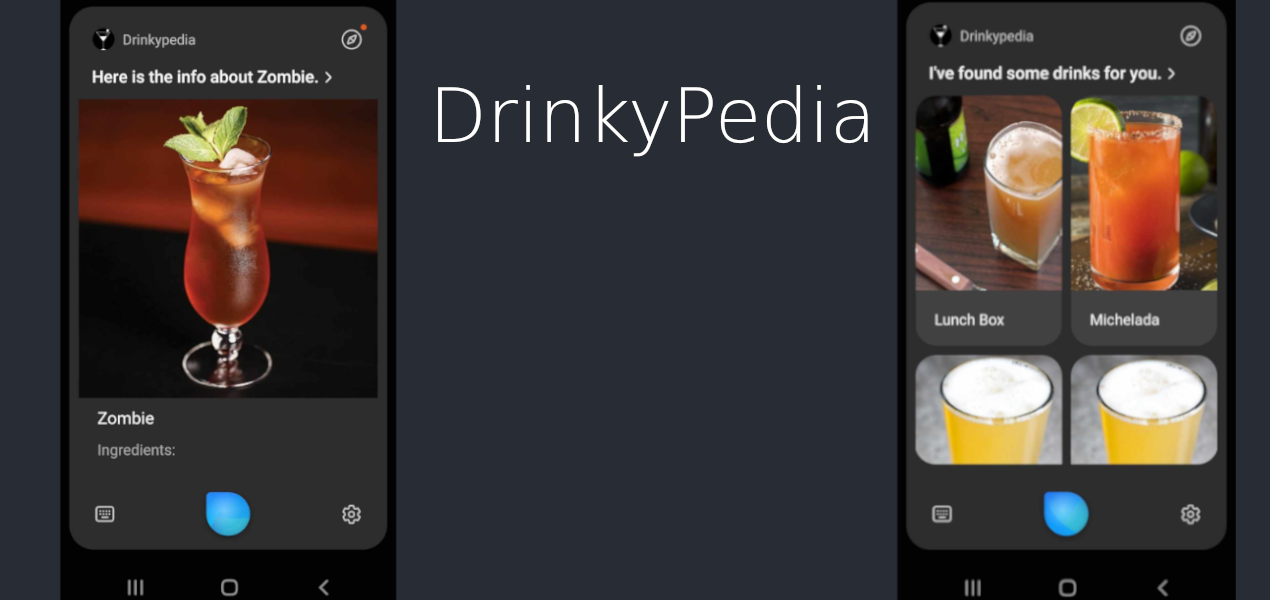 Drinkypedia
Here is the info about Zombie.
Zombie
Ingredients:
DrinkyPedia
Drinkypedia
I've found some drinks for you.
Lunch Box
Michelada